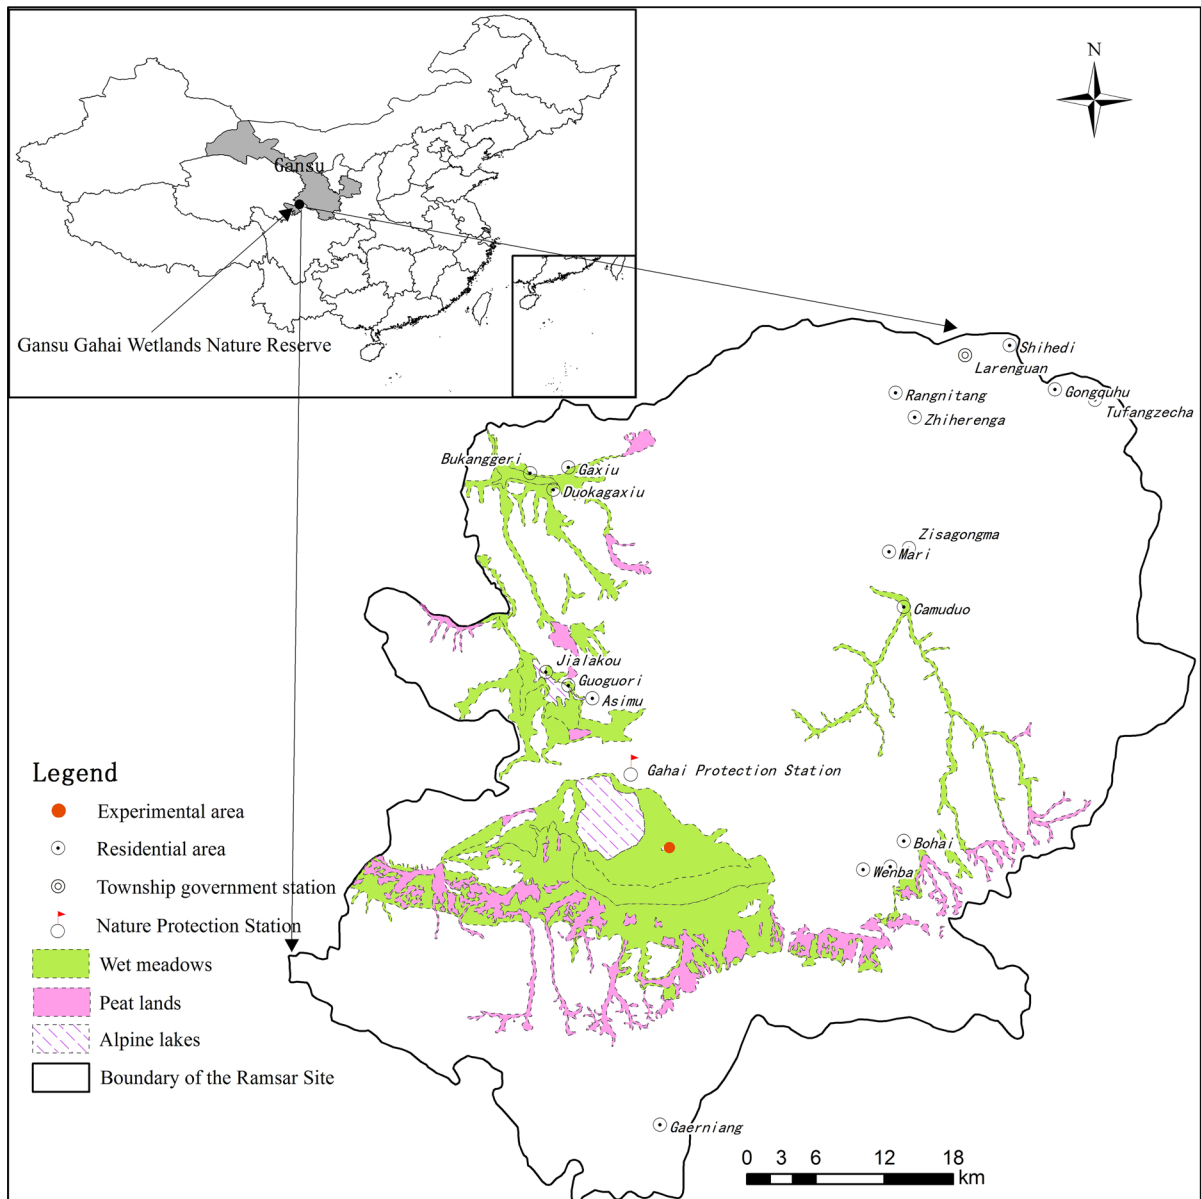 N
Gansu
Gansu Gahai Wetlands Nature Reserve
Shihedi
Larenguan
Rangnitang
Gongquhu
Tufangzecha
Zhiherenga
Bukanggeri
Gaxiu
Duokagaxiu
Zisagongma
Mari
Gamuduo
Jialakou
Guoguori
Asimu
Gahai Protection Station
Bohai
Wenba
Gaerniang
Legend
Experimental area
Residential area
Township government station
Nature Protection Station
Wet meadows
Peat lands
Alpine lakes
Boundary of the Ramsar Site
0 3 6 12 18
km